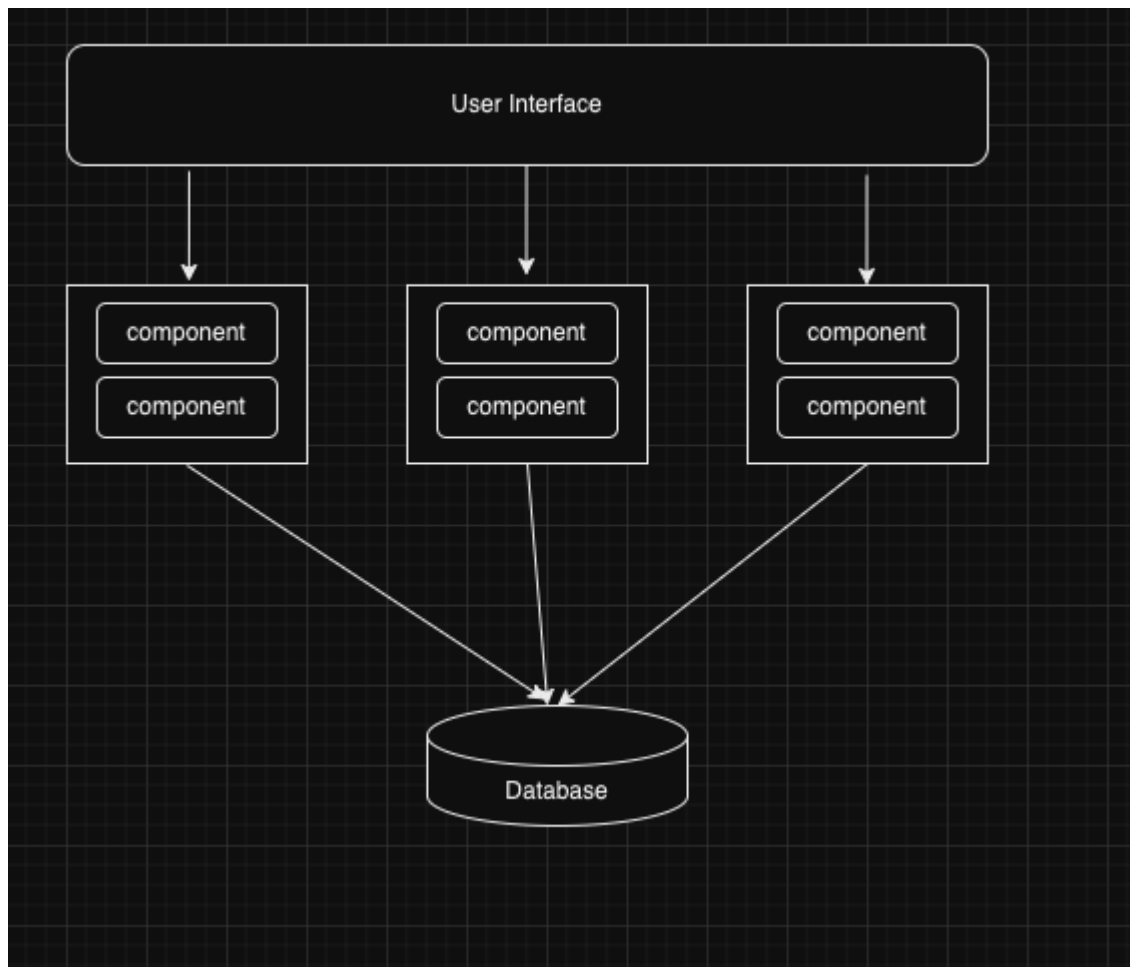 User Interface
component
component
component
component
component
component
Database